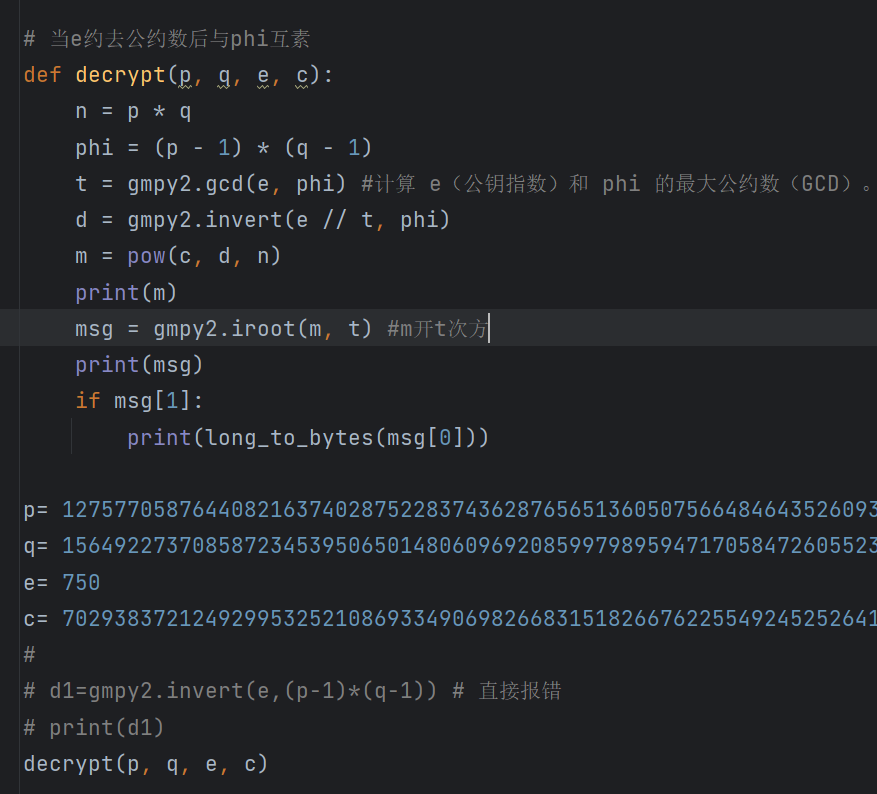 # 当e约去公约数后与phi互素
def decrypt(p, q, e, c):
n = p * q
phi = (p - 1) * (q - 1)
t = gmpy2.gcd(e, phi) #计算 e（公钥指数）和 phi 的最大公约数（GCD）。
d = gmpy2.invert(e // t, phi)
m = pow(c, d, n)
print(m)
msg = gmpy2.iroot(m, t) #m开t次方
print(msg)
if msg[1]:
print(long_to_bytes(msg[0]))
p= 127577058764408216374028752283743628765651360507566484643526093
q= 156492273708587234539506501480609692085997989594717058472605523
e= 750
c= 702938372124929953252108693349069826683151826676225549245252641
#
# d1=gmpy2.invert(e,(p-1)*(q-1)) # 直接报错
# print(d1)
decrypt(p, q, e, c)